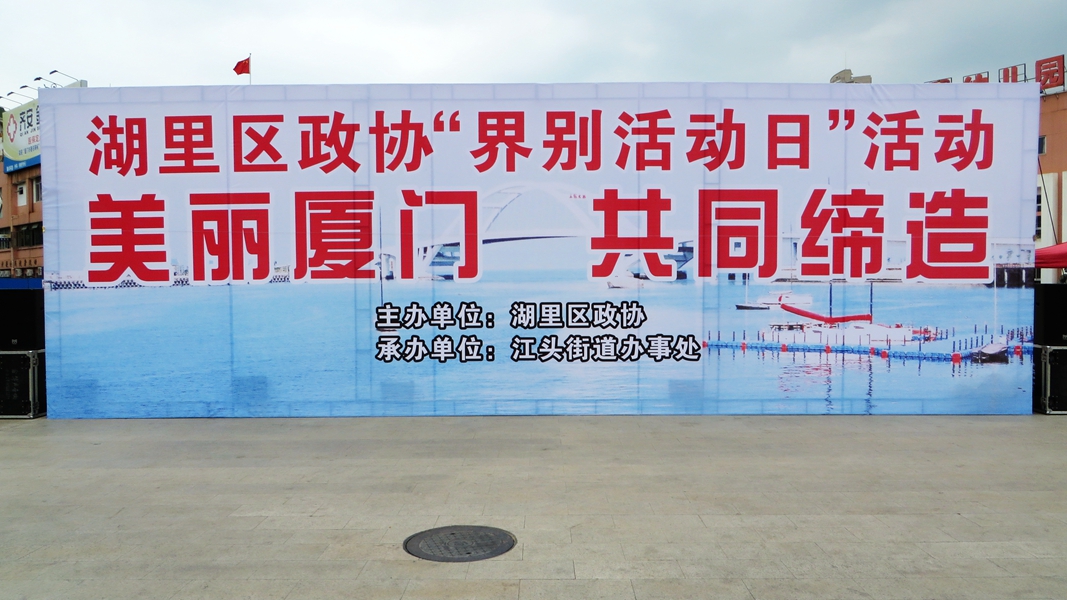 湖里区政协“界别活动日”活动
美丽厦门 共同缔造
主办单位：湖里区政协
承办单位：江头街道办事处